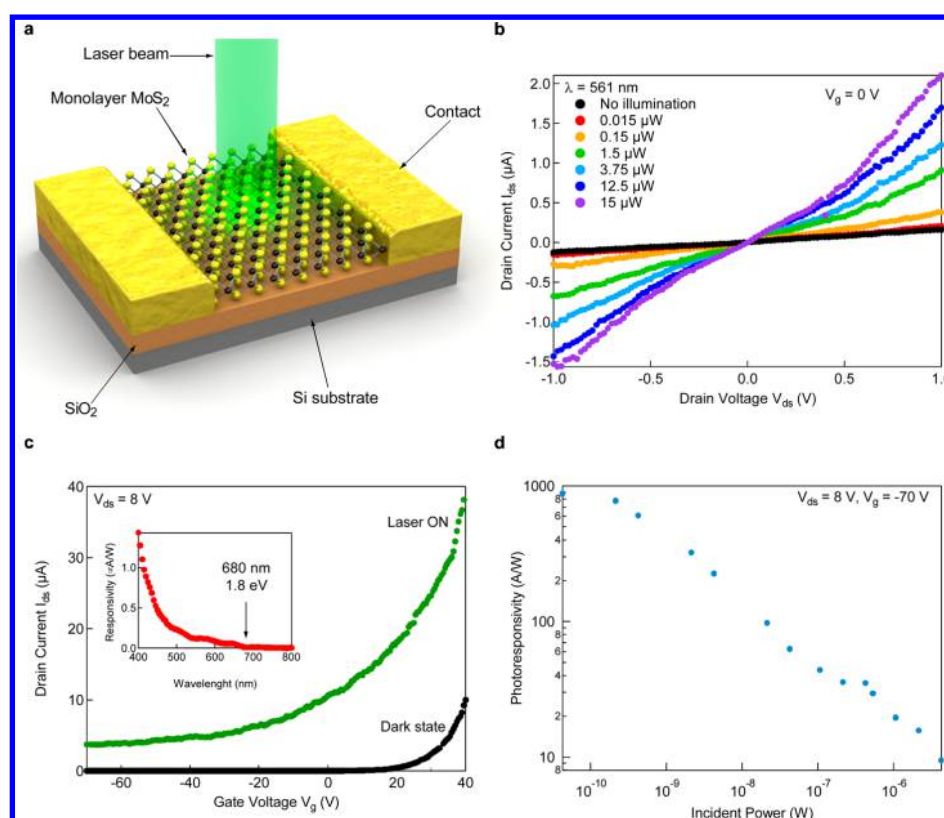 a
Laser beam
Monolayer MoS2
Contact
SiO2
Si substrate
b
λ = 561 nm
No illumination
0.015 µW
0.15 µW
1.5 µW
3.75 µW
12.5 µW
15 µW
Vg = 0 V
Drain Current Ids (µA)
2.0
1.5
1.0
0.5
0.0
-0.5
-1.0
-1.5
-1.0
-0.5
0.0
0.5
1.0
Drain Voltage Vds (V)
c
Vds = 8 V
Laser ON
Dark state
Drain Current Ids (µA)
40
30
20
10
0
-60
-40
-20
0
20
40
Gate Voltage Vg (V)
680 nm
1.8 eV
1.0
0.5
0.0
400
500
600
700
800
Wavelenght (nm)
d
Vds = 8 V, Vg = -70 V
Photoresponsivity (A/W)
1000
8
6
4
2
100
8
6
4
2
10
8
10-10
10-9
10-8
10-7
10-6
Incident Power (W)